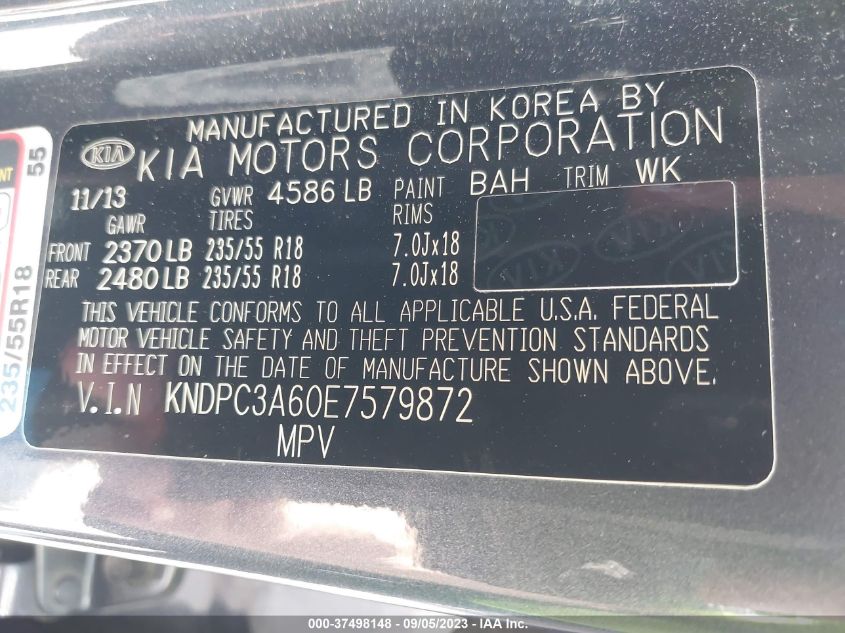 MANUFACTURED IN KOREA BY
KIA KIA MOTORS CORPORATION
11/13 GVWR 4586 LB PAINT BAH TRIM WK
GAWR TIRES RIMS
FRONT 2370 LB 235/55 R18 7.0Jx18
REAR 2480 LB 235/55 R18 7.0Jx18
KIA
THIS VEHICLE CONFORMS TO ALL APPLICABLE U.S.A. FEDERAL
MOTOR VEHICLE SAFETY AND THEFT PREVENTION STANDARDS
IN EFFECT ON THE DATE OF MANUFACTURE SHOWN ABOVE.
V.I.N KNDPC3A60E7579872
MPV
235/55R18 55
000-37498148 - 09/05/2023 - IAA Inc.